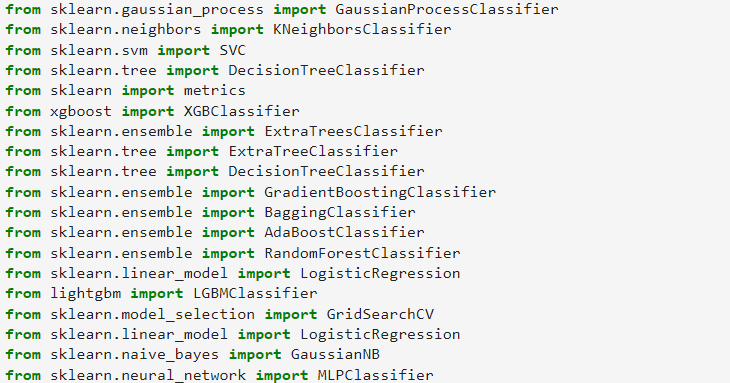 from sklearn.gaussian_process import GaussianProcessClassifier
from sklearn.neighbors import KNeighborsClassifier
from sklearn.svm import SVC
from sklearn.tree import DecisionTreeClassifier
from sklearn import metrics
from xgboost import XGBClassifier
from sklearn.ensemble import ExtraTreesClassifier
from sklearn.tree import ExtraTreeClassifier
from sklearn.tree import DecisionTreeClassifier
from sklearn.ensemble import GradientBoostingClassifier
from sklearn.ensemble import BaggingClassifier
from sklearn.ensemble import AdaBoostClassifier
from sklearn.ensemble import RandomForestClassifier
from sklearn.linear_model import LogisticRegression
from lightgbm import LGBMClassifier
from sklearn.model_selection import GridSearchCV
from sklearn.linear_model import LogisticRegression
from sklearn.naive_bayes import GaussianNB
from sklearn.neural_network import MLPClassifier